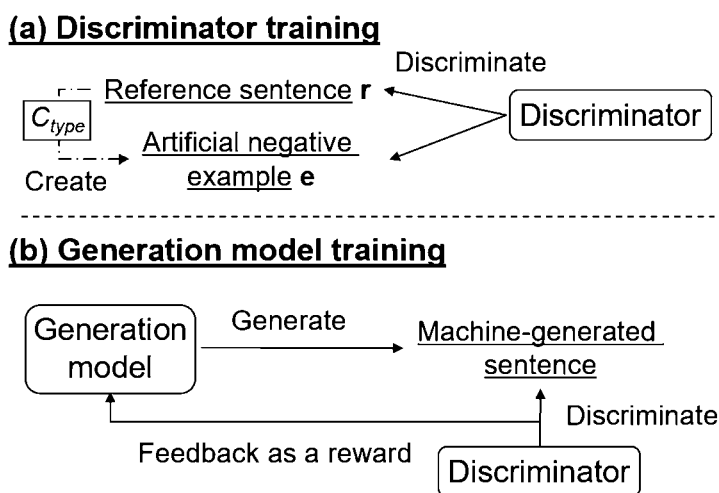 (a) Discriminator training
Discriminate
Reference sentence r
C_type
Discriminator
Artificial negative
example e
Create
(b) Generation model training
Generation
model
Generate
Machine-generated
sentence
Discriminate
Feedback as a reward
Discriminator